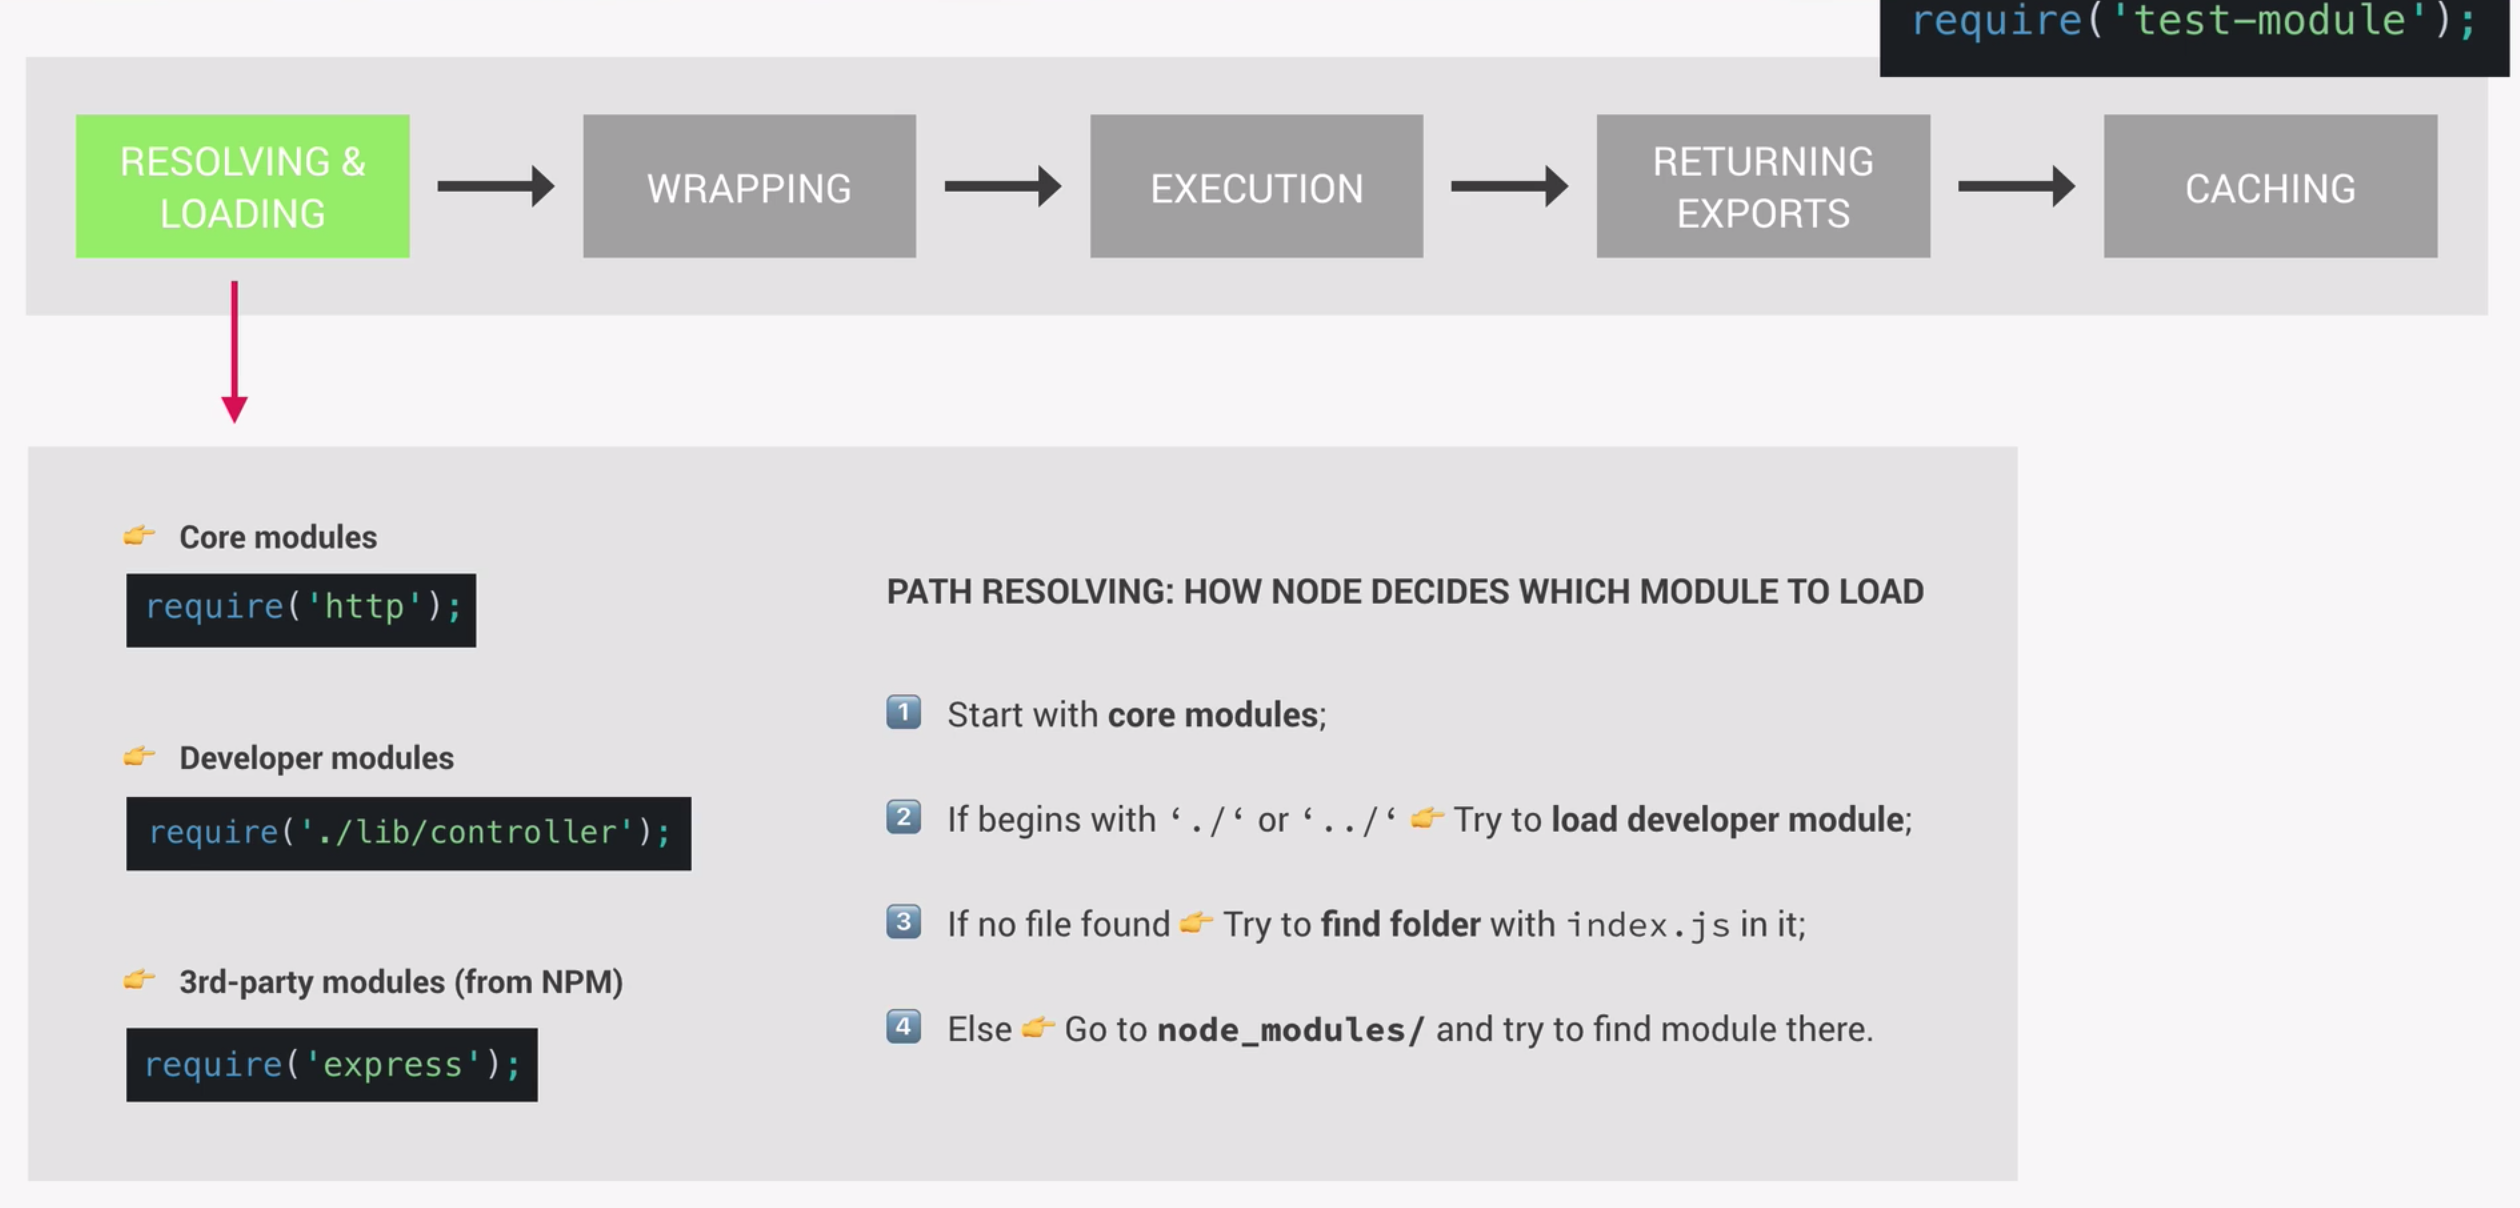 require('test-module');
RESOLVING &
LOADING
WRAPPING
EXECUTION
RETURNING
EXPORTS
CACHING
👉 Core modules
require('http');
👉 Developer modules
require('./lib/controller');
👉 3rd-party modules (from NPM)
require('express');
PATH RESOLVING: HOW NODE DECIDES WHICH MODULE TO LOAD
1 Start with core modules;
2 If begins with ‘./‘ or ‘../‘ 👉 Try to load developer module;
3 If no file found 👉 Try to find folder with index.js in it;
4 Else 👉 Go to node_modules/ and try to find module there.